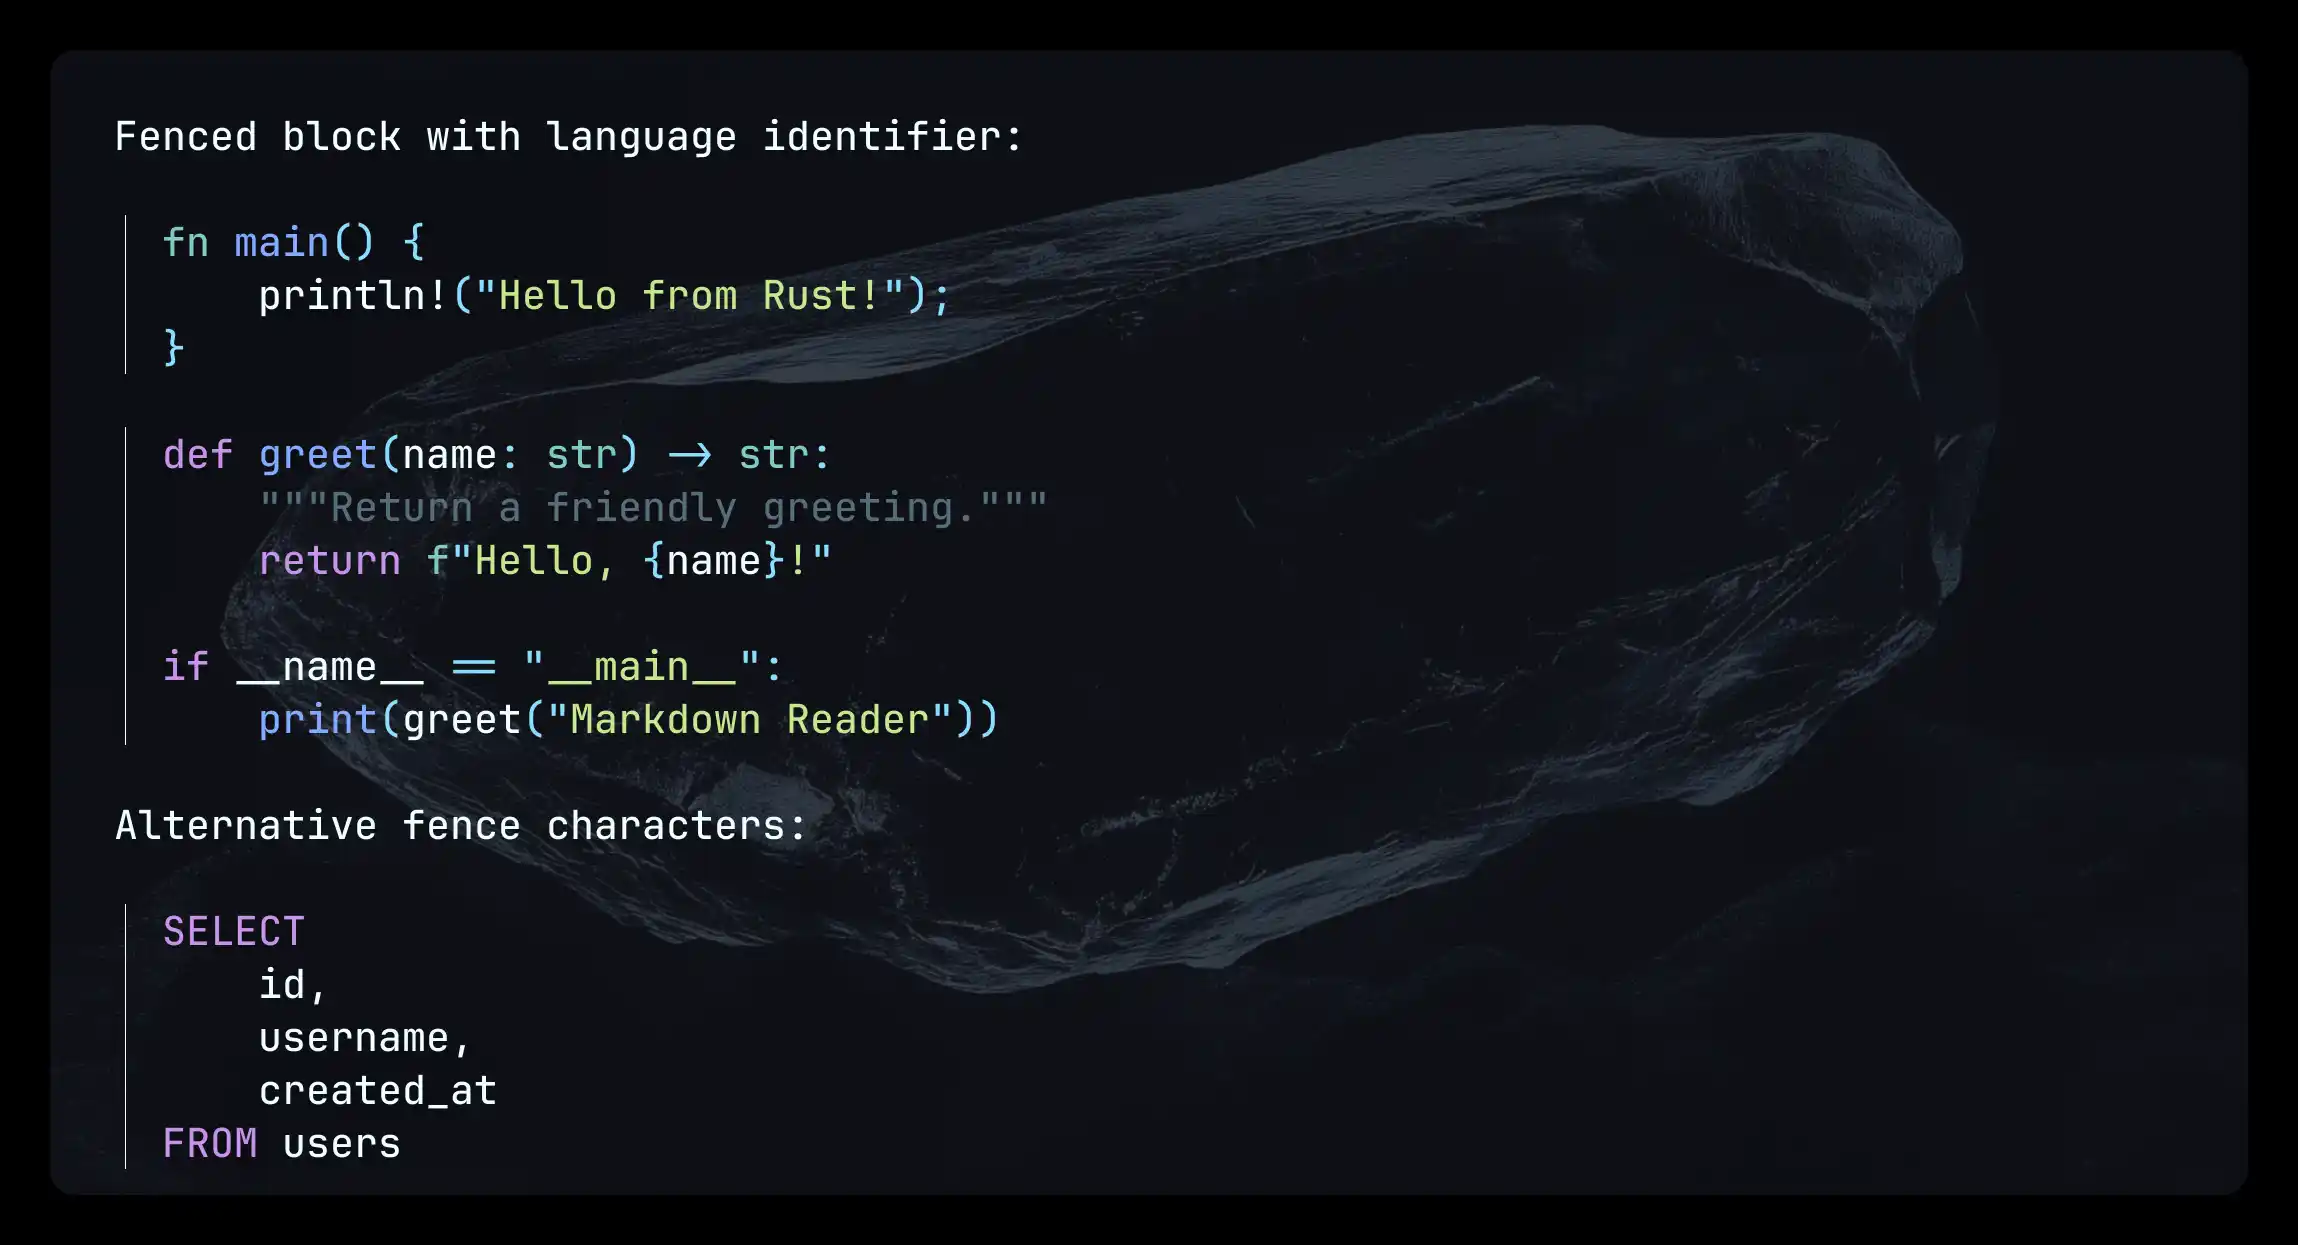 Fenced block with language identifier:
fn main() {
    println!("Hello from Rust!");
}
def greet(name: str) -> str:
    """Return a friendly greeting."""
    return f"Hello, {name}!"
if __name__ == "__main__":
    print(greet("Markdown Reader"))
Alternative fence characters:
SELECT
    id,
    username,
    created_at
FROM users